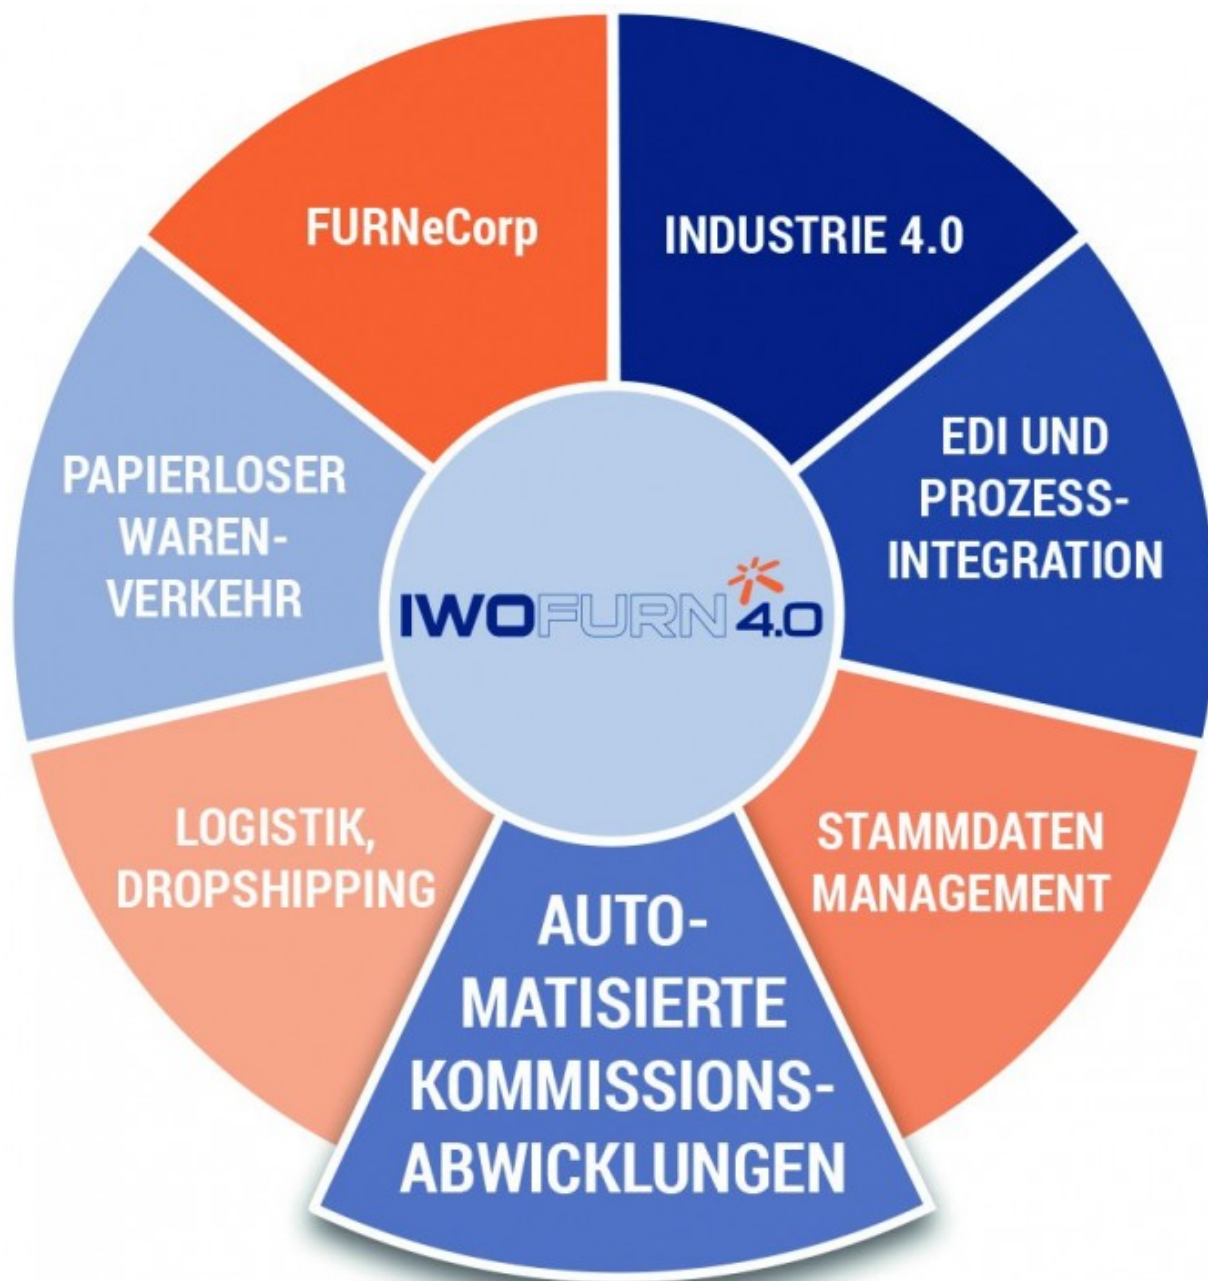 FURNeCorp
INDUSTRIE 4.0
EDI UND
PROZESS-
INTEGRATION
STAMMDATEN
MANAGEMENT
AUTO-
MATISIERTE
KOMMISSIONS-
ABWICKLUNGEN
LOGISTIK,
DROPSHIPPING
PAPIERLOSER
WAREN-
VERKEHR
IWOFURN 4.0